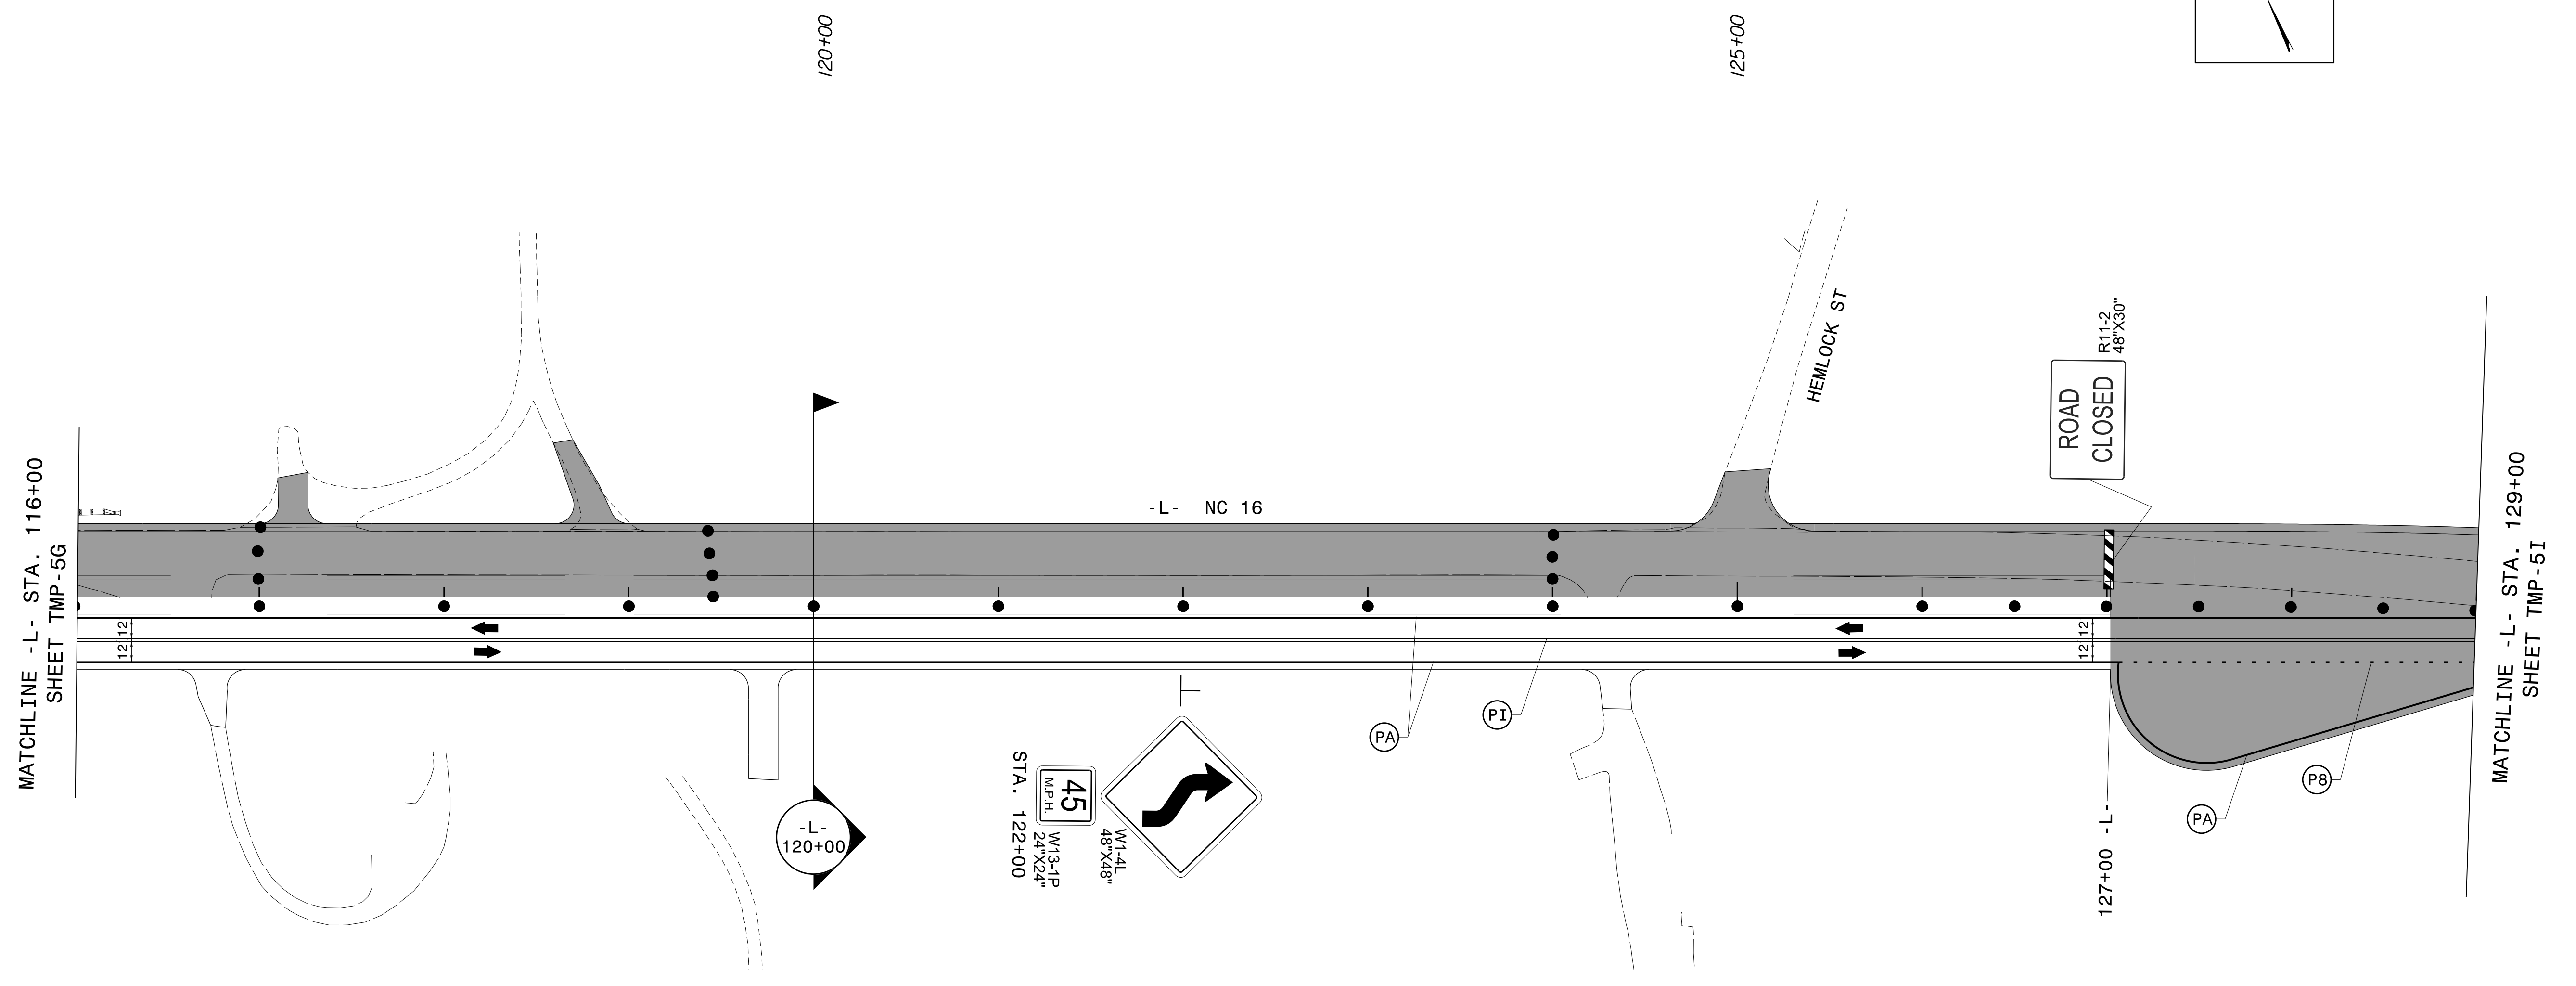 120+00
125+00
HEMLOCK ST
R11-2
48"X30"
ROAD
CLOSED
MATCHLINE -L- STA. 116+00
SHEET TMP-5G
-L- NC 16
MATCHLINE -L- STA. 129+00
SHEET TMP-5I
12'
12'
12'
12'
PA
PI
-L-
120+00
STA. 122+00
45
M.P.H.
W13-1P
24"X24"
W1-4L
48"X48"
127+00 -L-
PA
P8